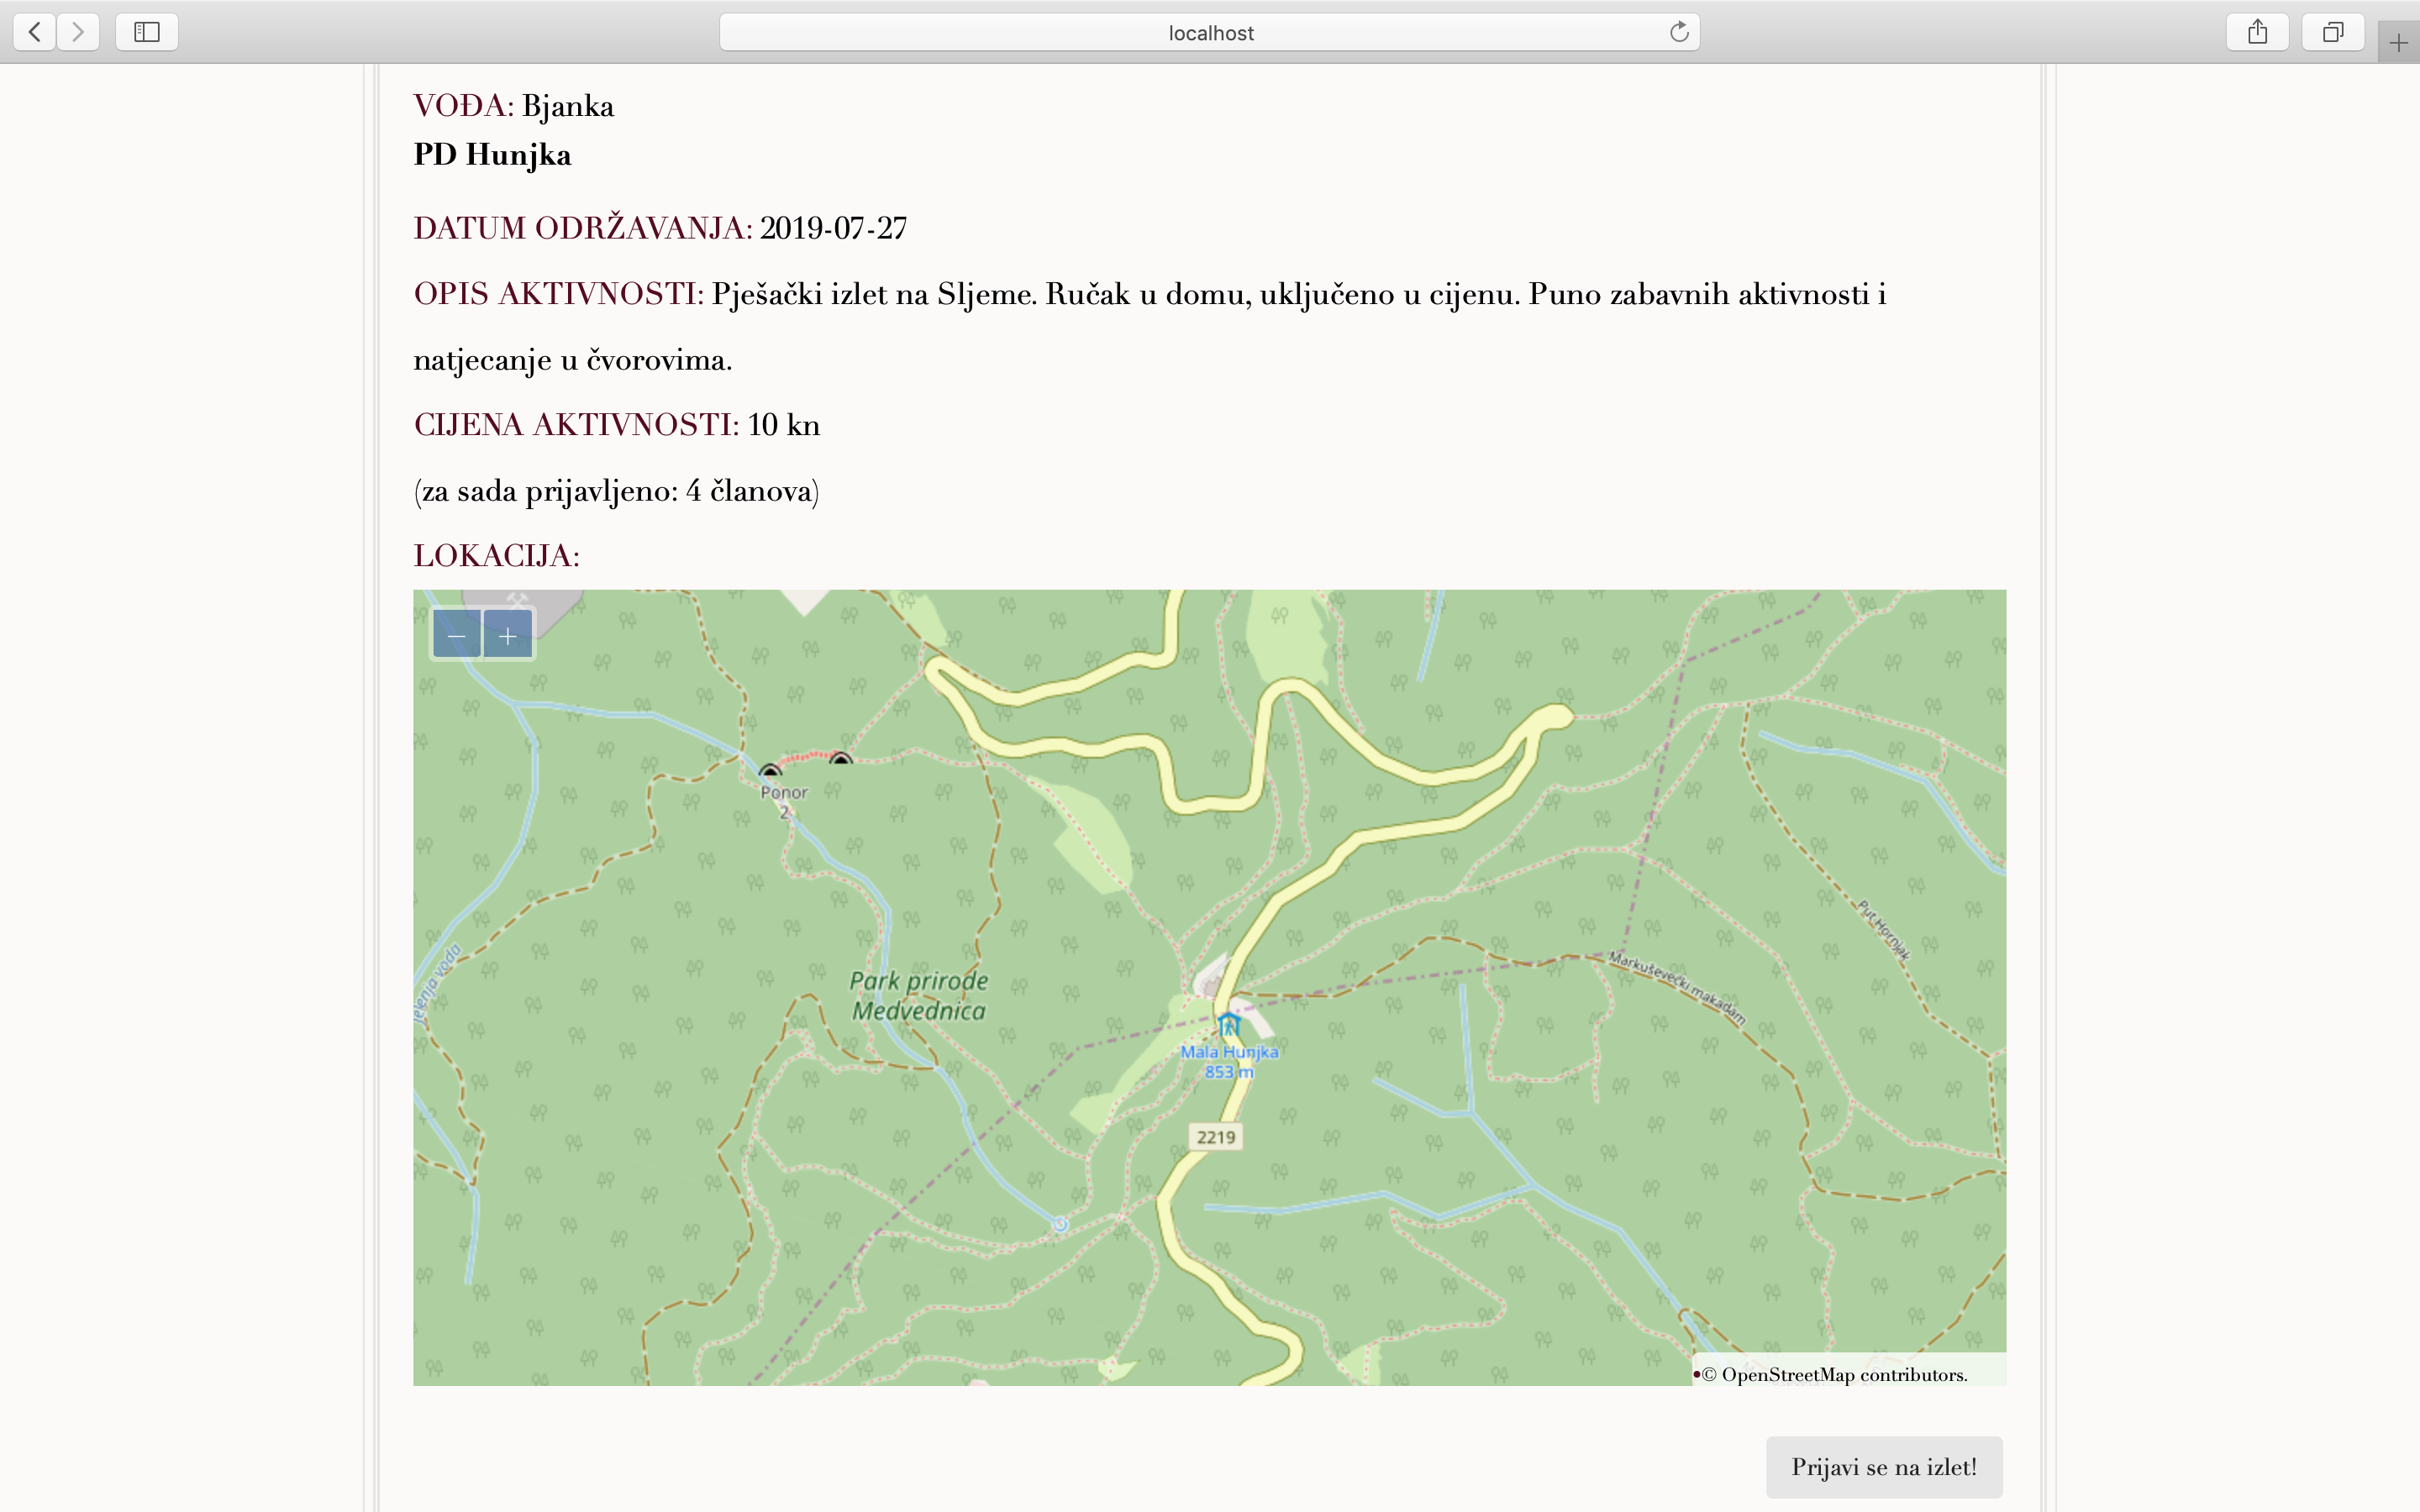 localhost
VOĐA: Bjanka
PD Hunjka
DATUM ODRŽAVANJA: 2019-07-27
OPIS AKTIVNOSTI: Pješački izlet na Sljeme. Ručak u domu, uključeno u cijenu. Puno zabavnih aktivnosti i
natjecanje u čvorovima.
CIJENA AKTIVNOSTI: 10 kn
(za sada prijavljeno: 4 članova)
LOKACIJA:
− +
Ponor
2
Put Hornjak
Jelenja voda
Markuševečki makadam
Park prirode
Medvednica
Mala Hunjka
853 m
2219
•© OpenStreetMap contributors.
Prijavi se na izlet!